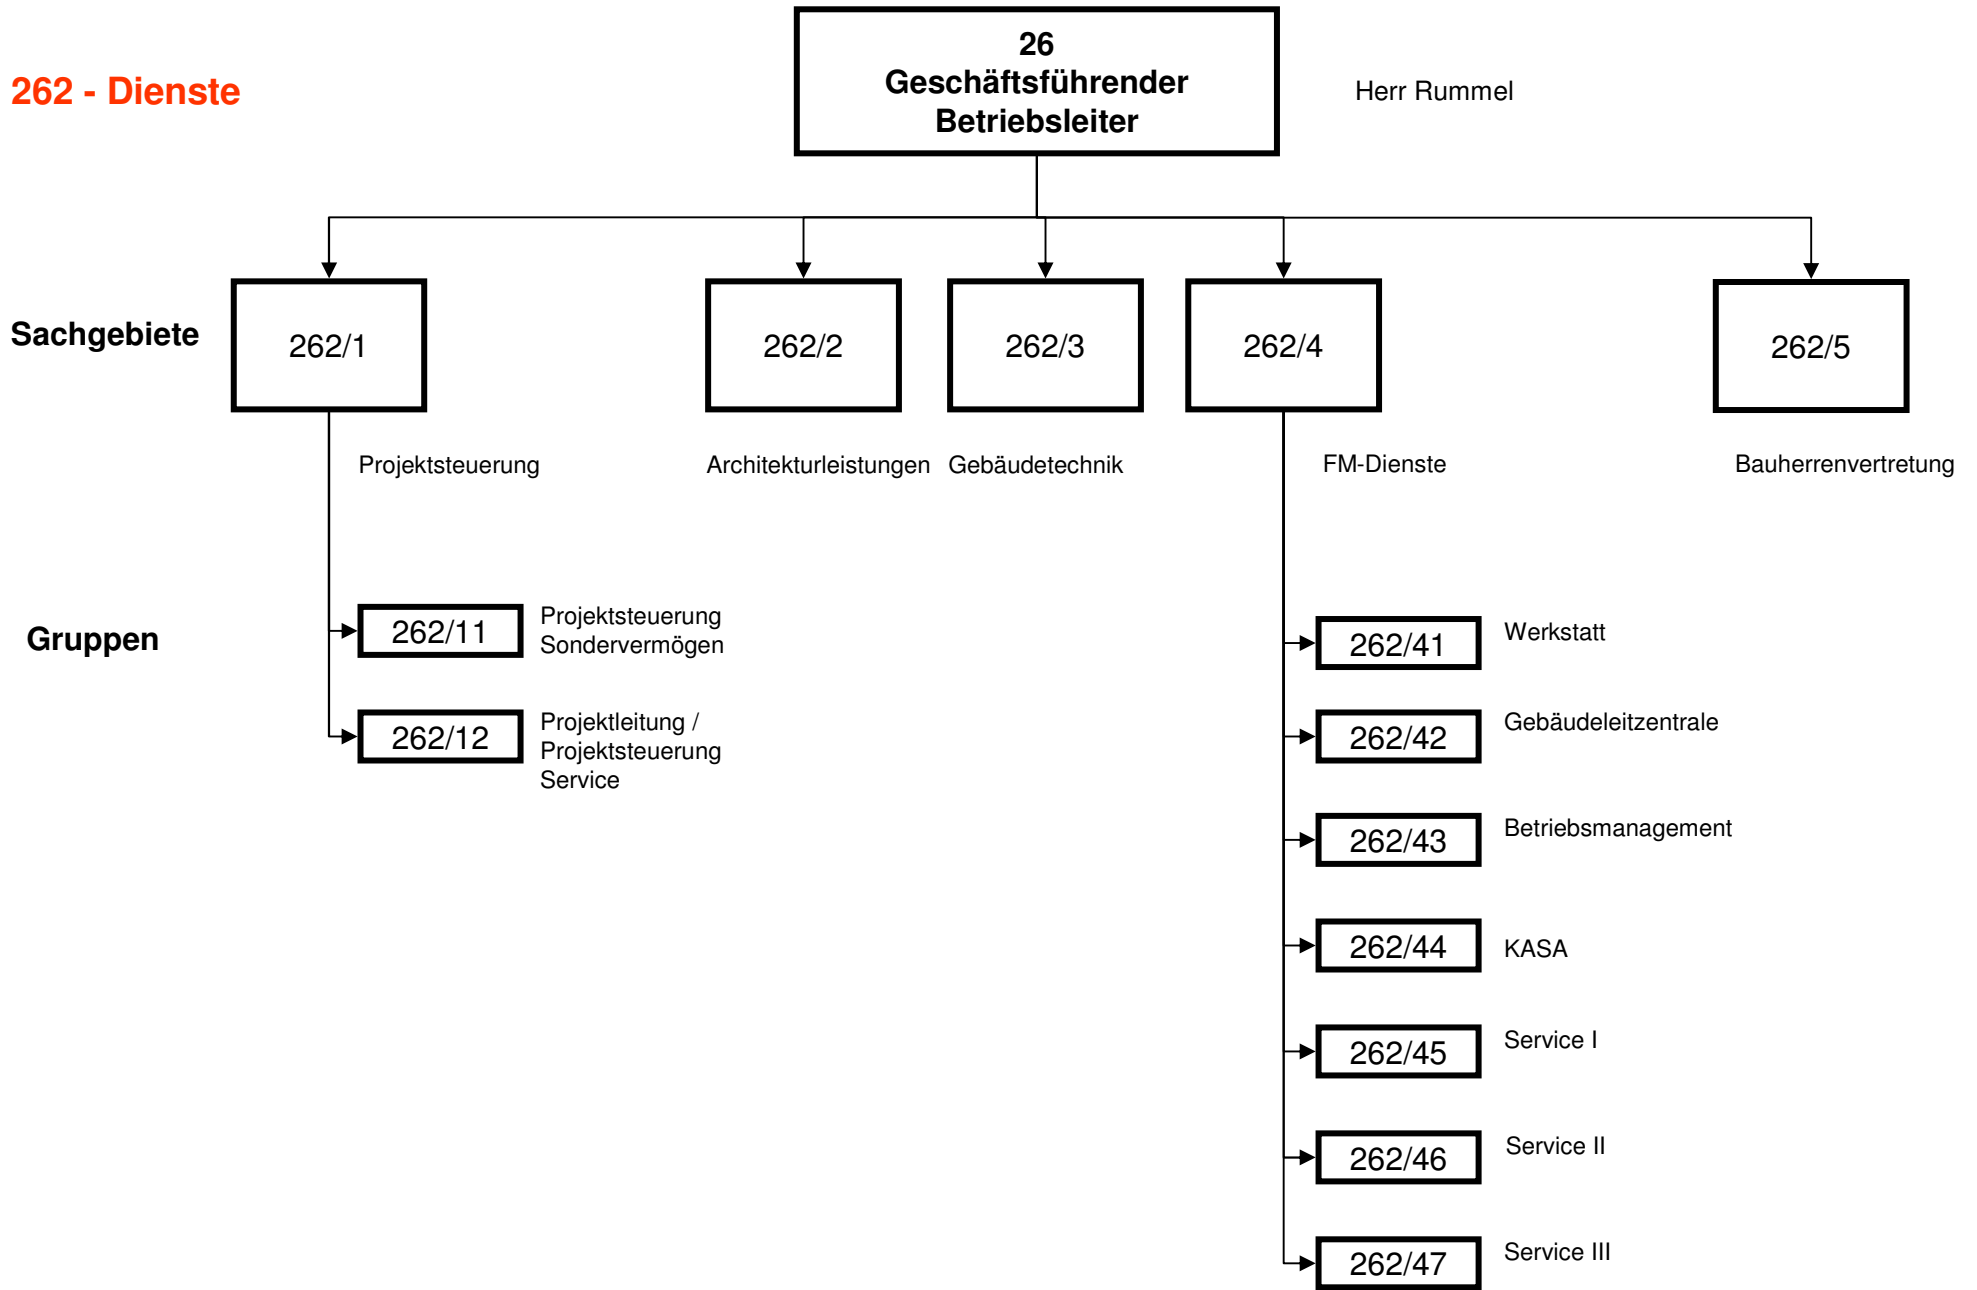 262 - Dienste
26
Geschäftsführender
Betriebsleiter
Herr Rummel
Sachgebiete
262/1
262/2
262/3
262/4
262/5
Projektsteuerung
Architekturleistungen
Gebäudetechnik
FM-Dienste
Bauherrenvertretung
Gruppen
262/11
Projektsteuerung
Sondervermögen
262/12
Projektleitung /
Projektsteuerung
Service
262/41
Werkstatt
262/42
Gebäudeleitzentrale
262/43
Betriebsmanagement
262/44
KASA
262/45
Service I
262/46
Service II
262/47
Service III